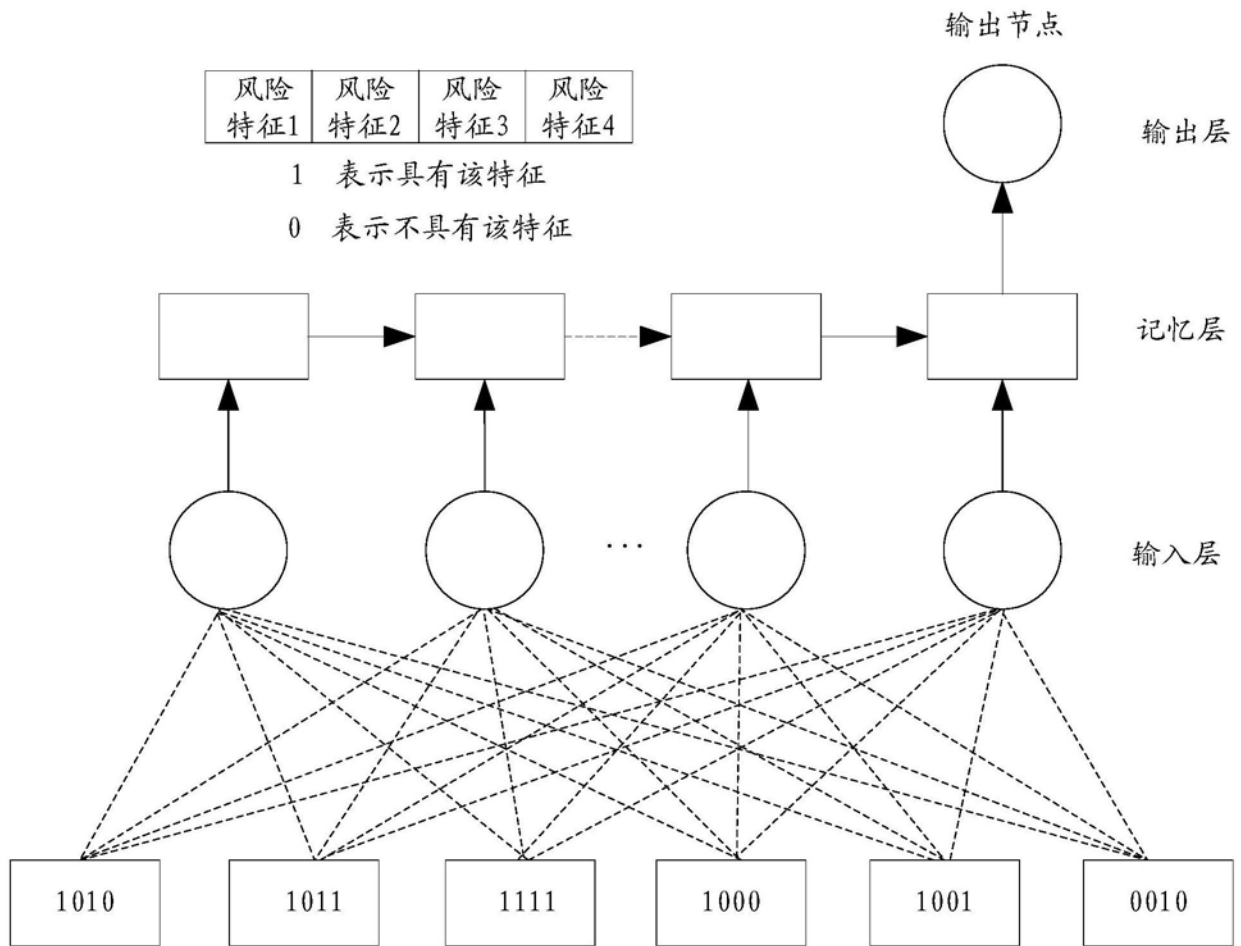 输出节点
风险 风险 风险 风险
特征1 特征2 特征3 特征4
输出层
1 表示具有该特征
0 表示不具有该特征
记忆层
...
输入层
1010 1011 1111 1000 1001 0010